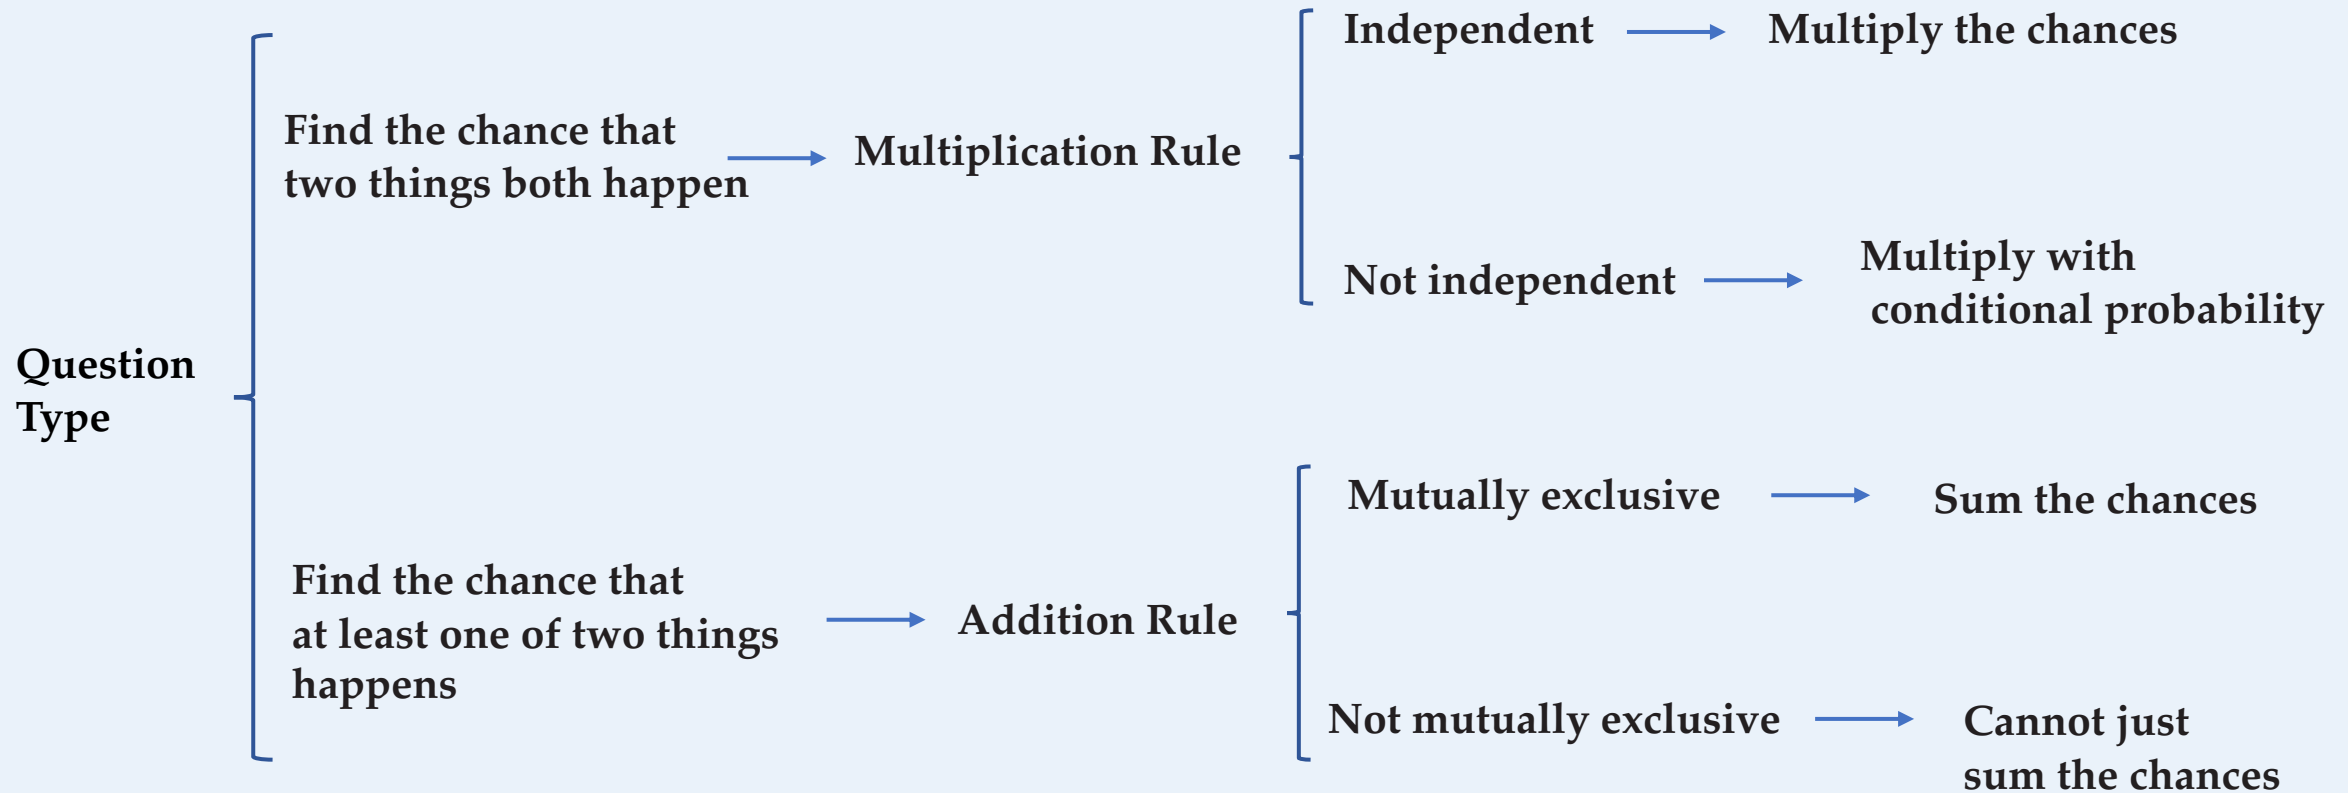 Question
Type
Find the chance that
two things both happen
Multiplication Rule
Independent
Multiply the chances
Not independent
Multiply with
conditional probability
Find the chance that
at least one of two things
happens
Addition Rule
Mutually exclusive
Sum the chances
Not mutually exclusive
Cannot just
sum the chances